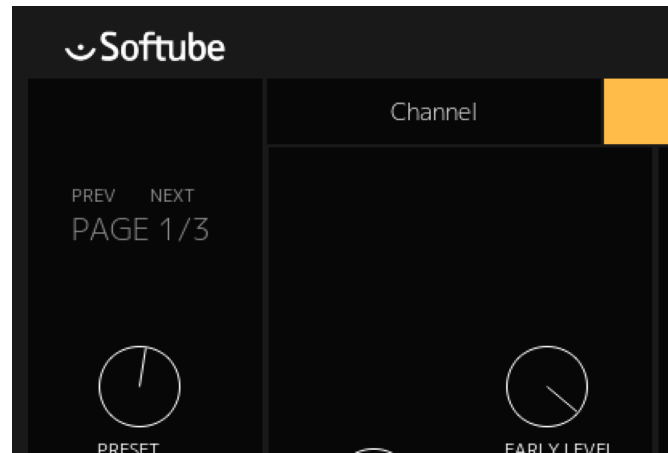 Softube
Channel
PREV NEXT
PAGE 1/3
PRESET
EARLY LEVEL